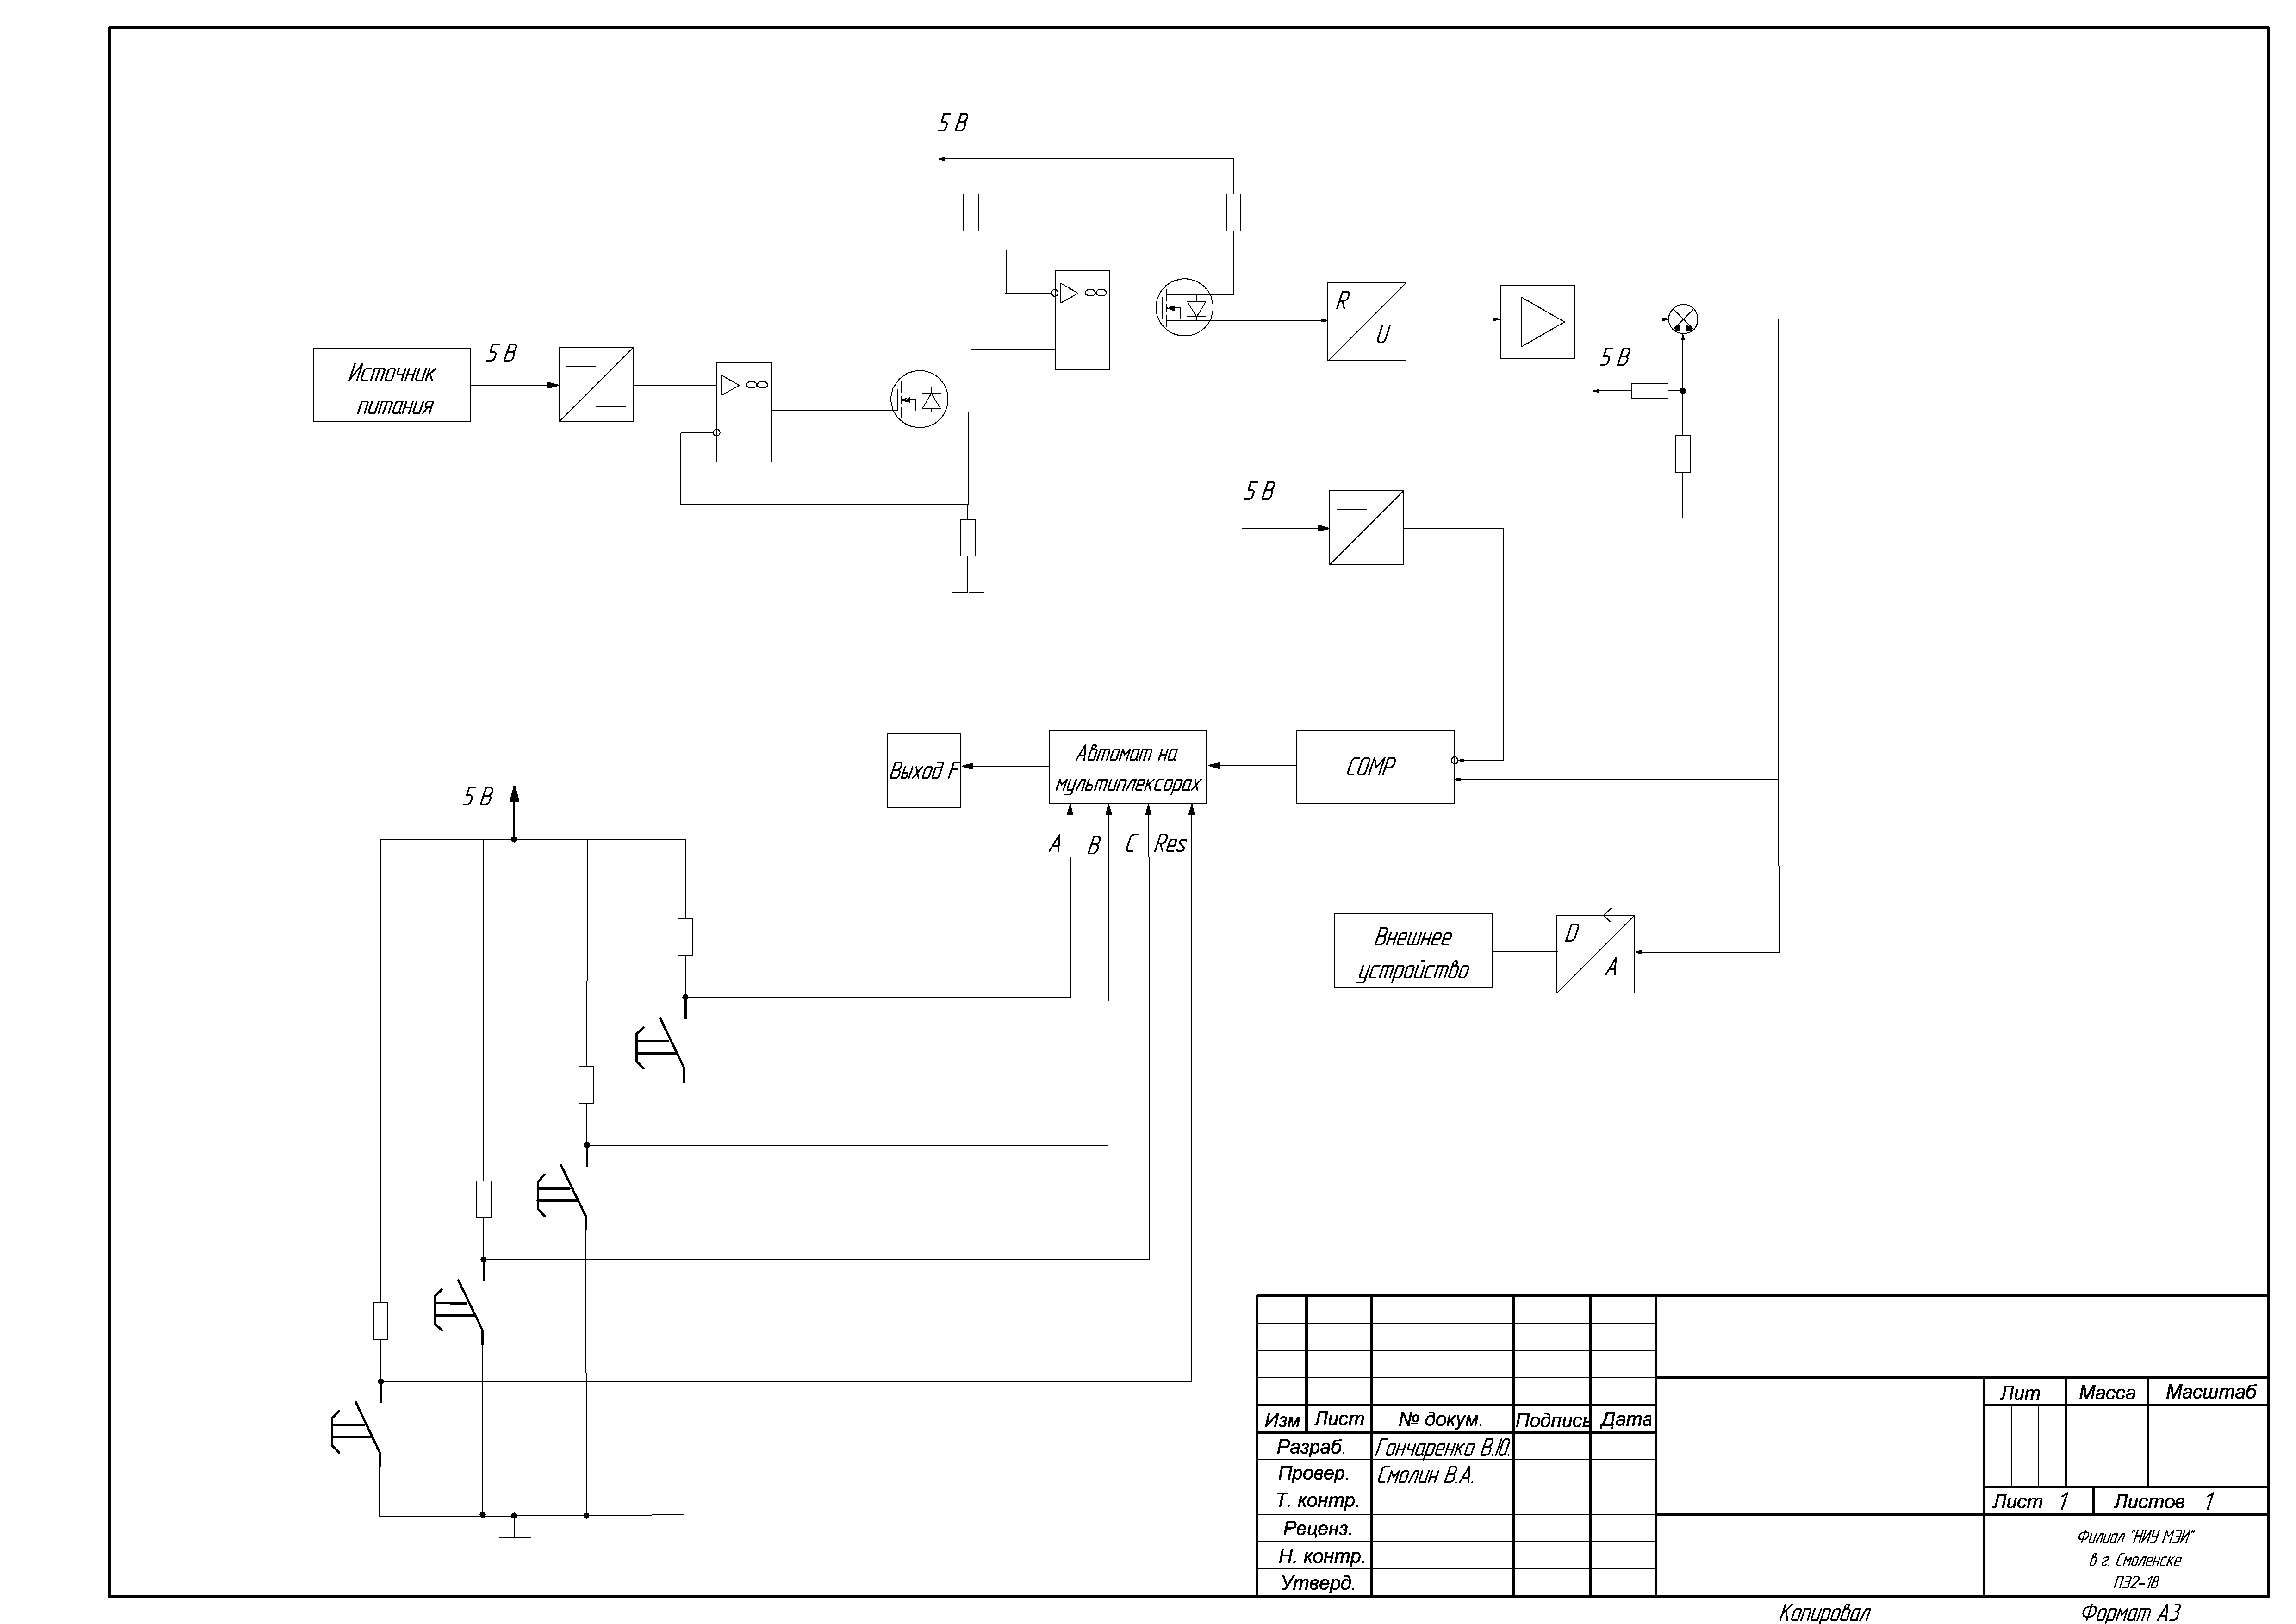 5 В
5 В
Источник
питания
∞
∞
R
U
5 В
5 В
Выход F
Автомат на
мультиплексорах
COMP
5 В
A
B
C
Res
Внешнее
устройство
D
A
Лит Масса Масштаб
Изм Лист № докум. Подпись Дата
Разраб. Гончаренко В.Ю.
Провер. Смолин В.А.
Т. контр.
Лист 1 Листов 1
Реценз.
Н. контр.
Утверд.
Филиал "НИУ МЭИ"
в г. Смоленске
ПЭ2-18
Копировал Формат А3